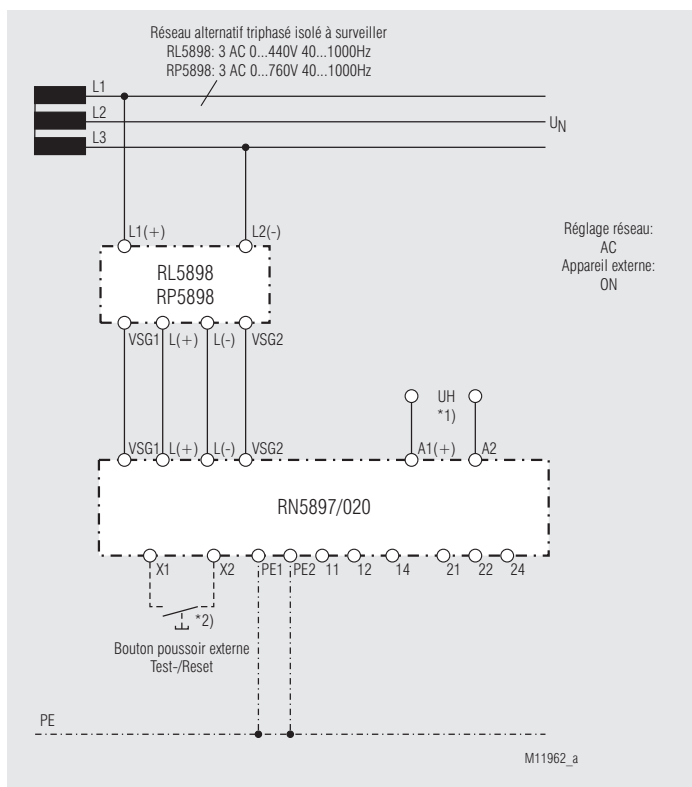 Réseau alternatif triphasé isolé à surveiller
RL5898: 3 AC 0...440V 40...1000Hz
RP5898: 3 AC 0...760V 40...1000Hz
L1
L2
UN
L3
L1(+) L2(-)
Réglage réseau:
AC
Appareil externe:
ON
RL5898
RP5898
VSG1 L(+) L(-) VSG2
UH
*1)
VSG1 L(+) L(-) VSG2 A1(+) A2
RN5897/020
X1 X2 PE1 PE2 11 12 14 21 22 24
*2)
Bouton poussoir externe
Test-/Reset
PE
M11962_a